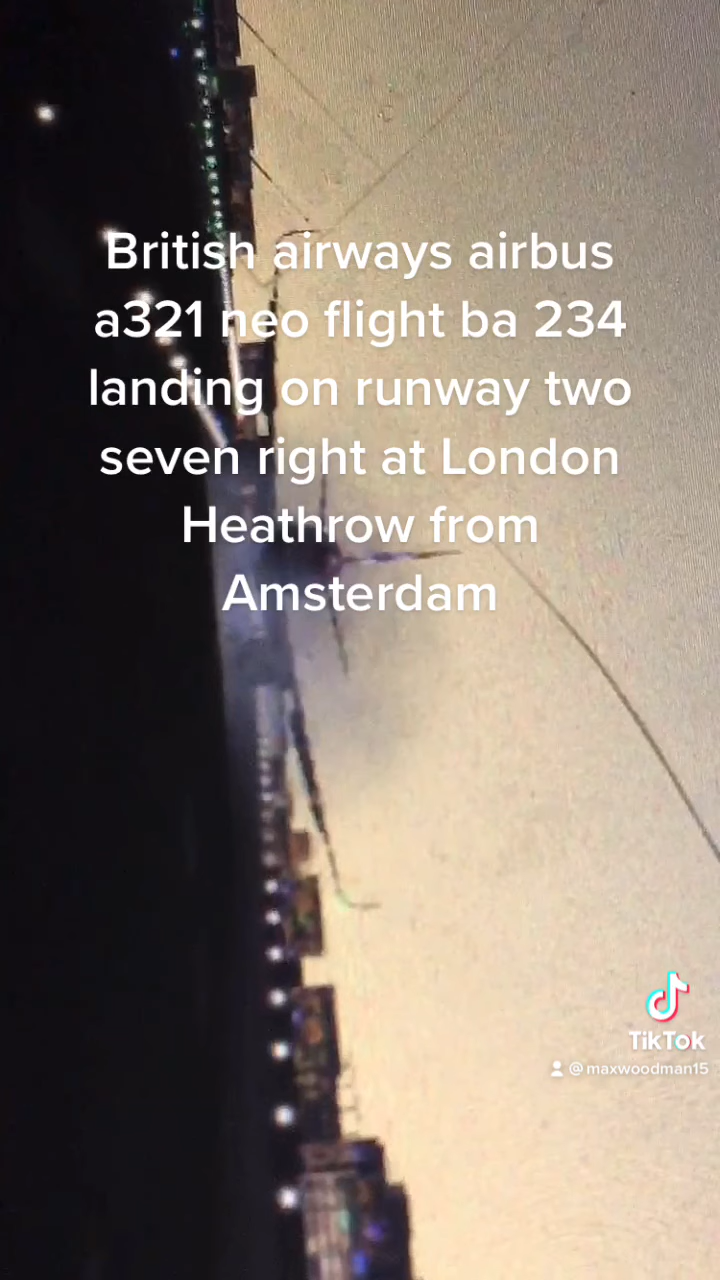 British airways airbus
a321 neo flight ba 234
landing on runway two
seven right at London
Heathrow from
Amsterdam
TikTok
@maxwoodman15